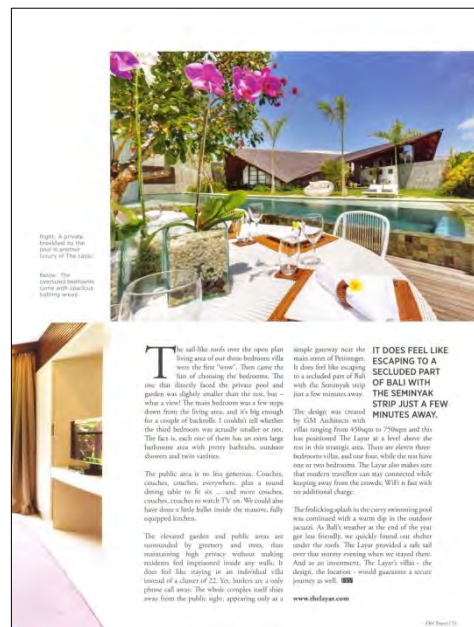 Right: A private
breakfast by the
pool is another
luxury of The Layar.
Below: The
oversized bedrooms
come with spacious
bathing areas.
The sail-like roofs over the open plan
living area of our three-bedroom villa
were the first "wow". Then came the
fun of choosing the bedrooms. The
one that directly faced the private pool and
garden was slightly smaller than the rest, but –
what a view! The main bedroom was a few steps
down from the living area, and it's big enough
for a couple of backrolls. I couldn't tell whether
the third bedroom was actually smaller or not.
The fact is, each one of them has an extra large
bathroom area with pretty bathtubs, outdoor
showers and twin vanities.
The public area is no less generous. Couches,
couches, couches, everywhere, plus a round
dining table to fit six ... and more couches,
couches, couches to watch TV on. We could also
have done a little ballet inside the massive, fully
equipped kitchen.
The elevated garden and public areas are
surrounded by greenery and trees, thus
maintaining high privacy without making
residents feel imprisoned inside any walls. It
does feel like staying in an individual villa
instead of a cluster of 22. Yet, butlers are a only
phone call away. The whole complex itself shies
away from the public sight, appearing only as a
simple gateway near the
main street of Petitenget.
It does feel like escaping
to a secluded part of Bali
with the Seminyak strip
just a few minutes away.
The design was created
by GM Architects with
villas ranging from 450sqm to 750sqm and this
has positioned The Layar at a level above the
rest in this strategic area. There are eleven three-
bedrooms villas, and one four, while the rest have
one or two bedrooms. The Layar also makes sure
that modern travellers can stay connected while
keeping away from the crowds; WiFi is fast with
no additional charge.
The frolicking splash in the curvy swimming pool
was continued with a warm dip in the outdoor
jacuzzi. As Bali's weather at the end of the year
got less friendly, we quickly found our shelter
under the roofs. The Layar provided a safe sail
over that stormy evening when we stayed there.
And as an investment, The Layar's villas - the
design, the location - would guarantee a secure
journey as well.
www.thelayar.com
IT DOES FEEL LIKE
ESCAPING TO A
SECLUDED PART
OF BALI WITH
THE SEMINYAK
STRIP JUST A FEW
MINUTES AWAY.